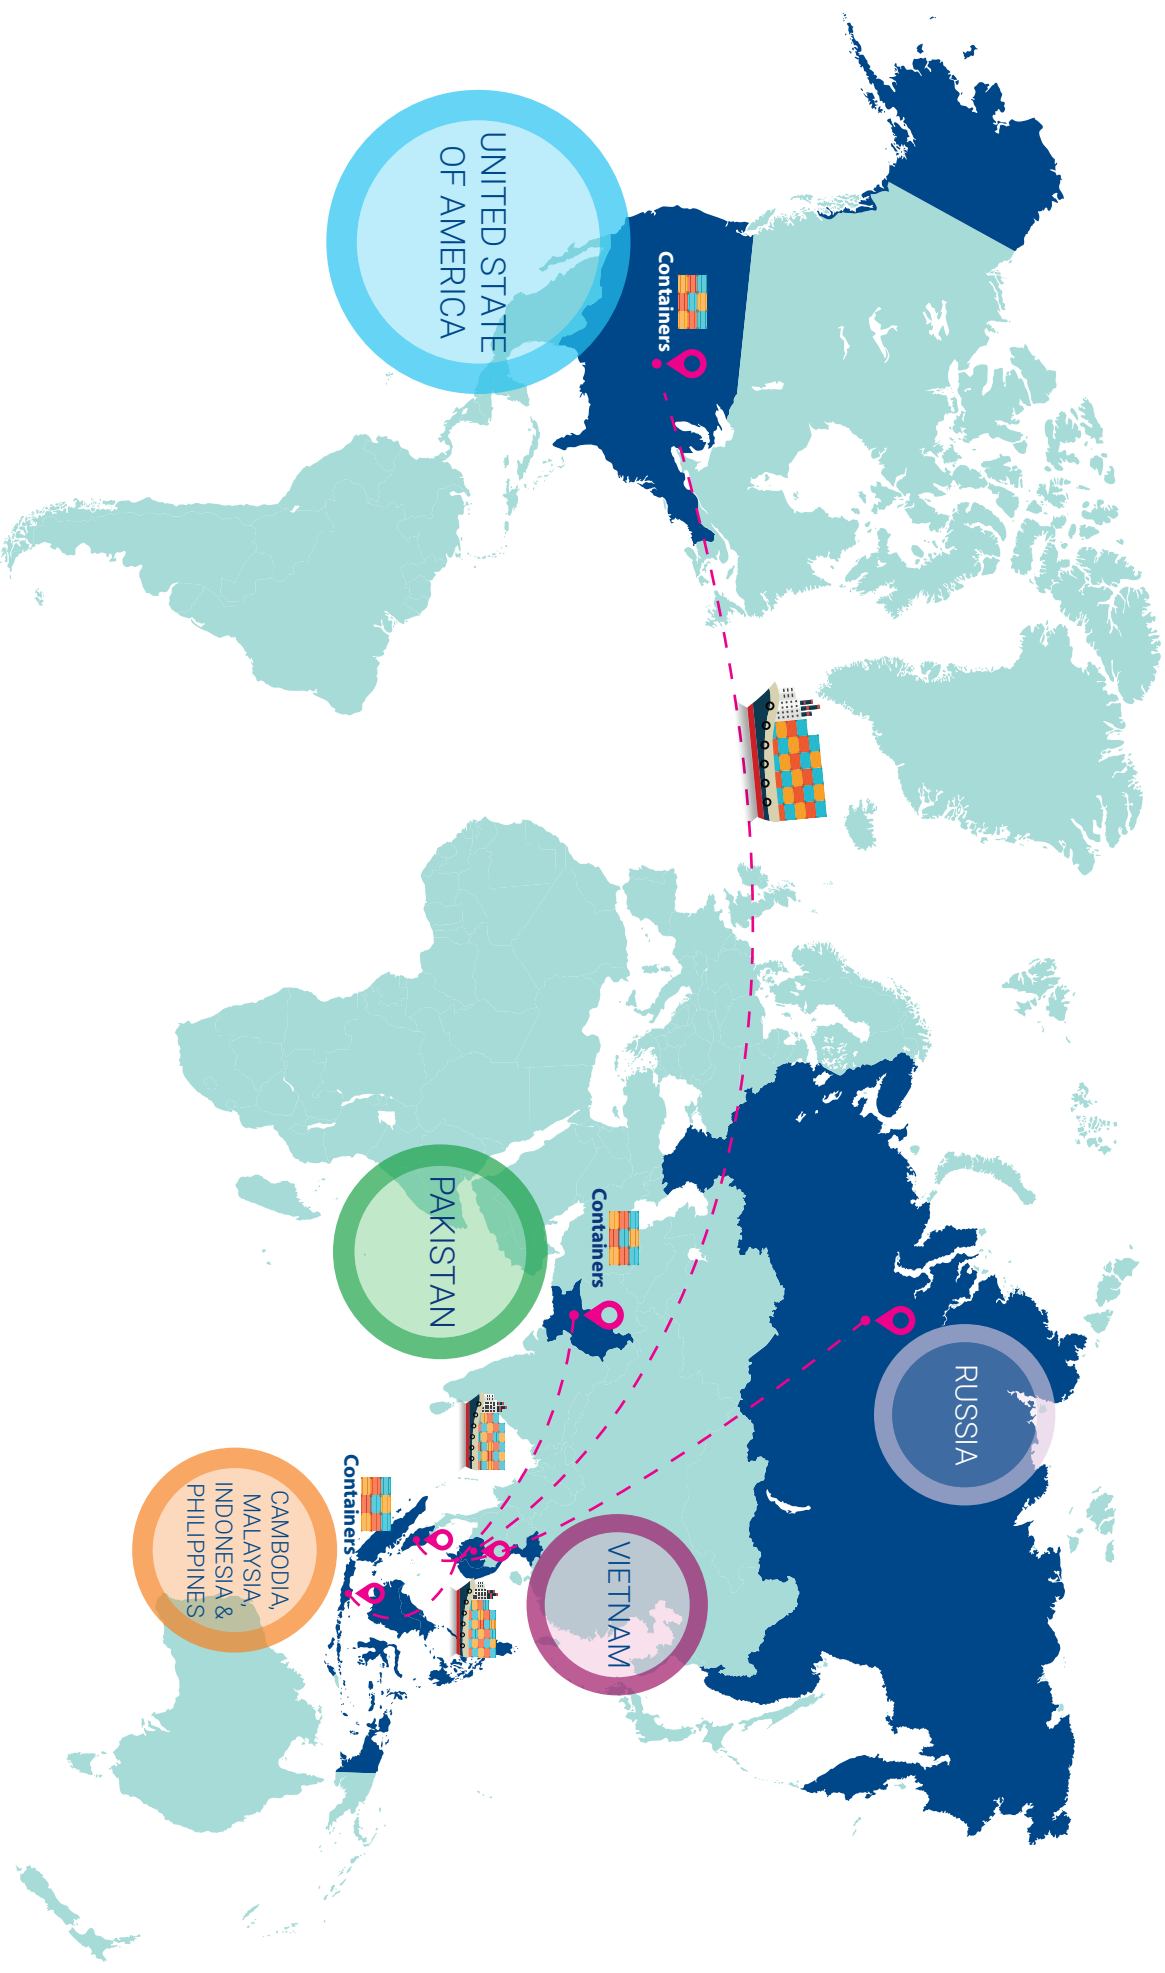 UNITED STATE
OF AMERICA
Containers
PAKISTAN
Containers
RUSSIA
VIETNAM
Containers
CAMBODIA,
MALAYSIA,
INDONESIA &
PHILIPPINES